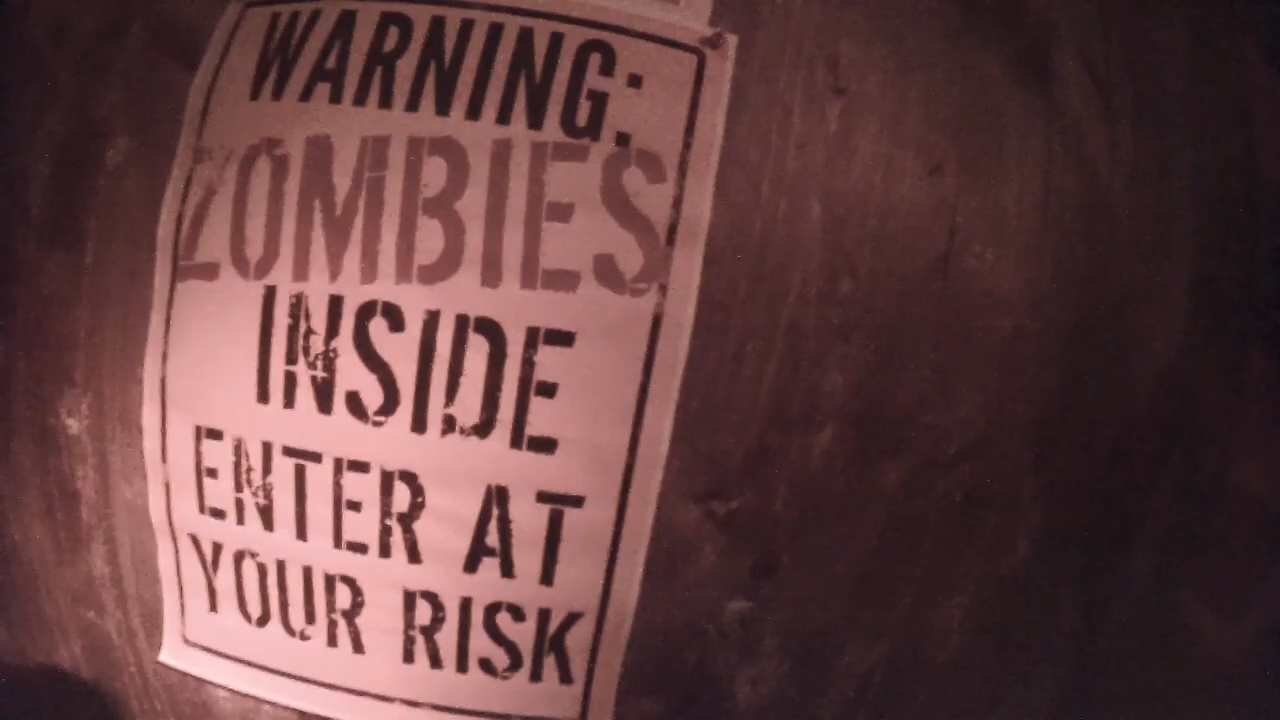 WARNING:
ZOMBIES
INSIDE
ENTER AT
YOUR RISK